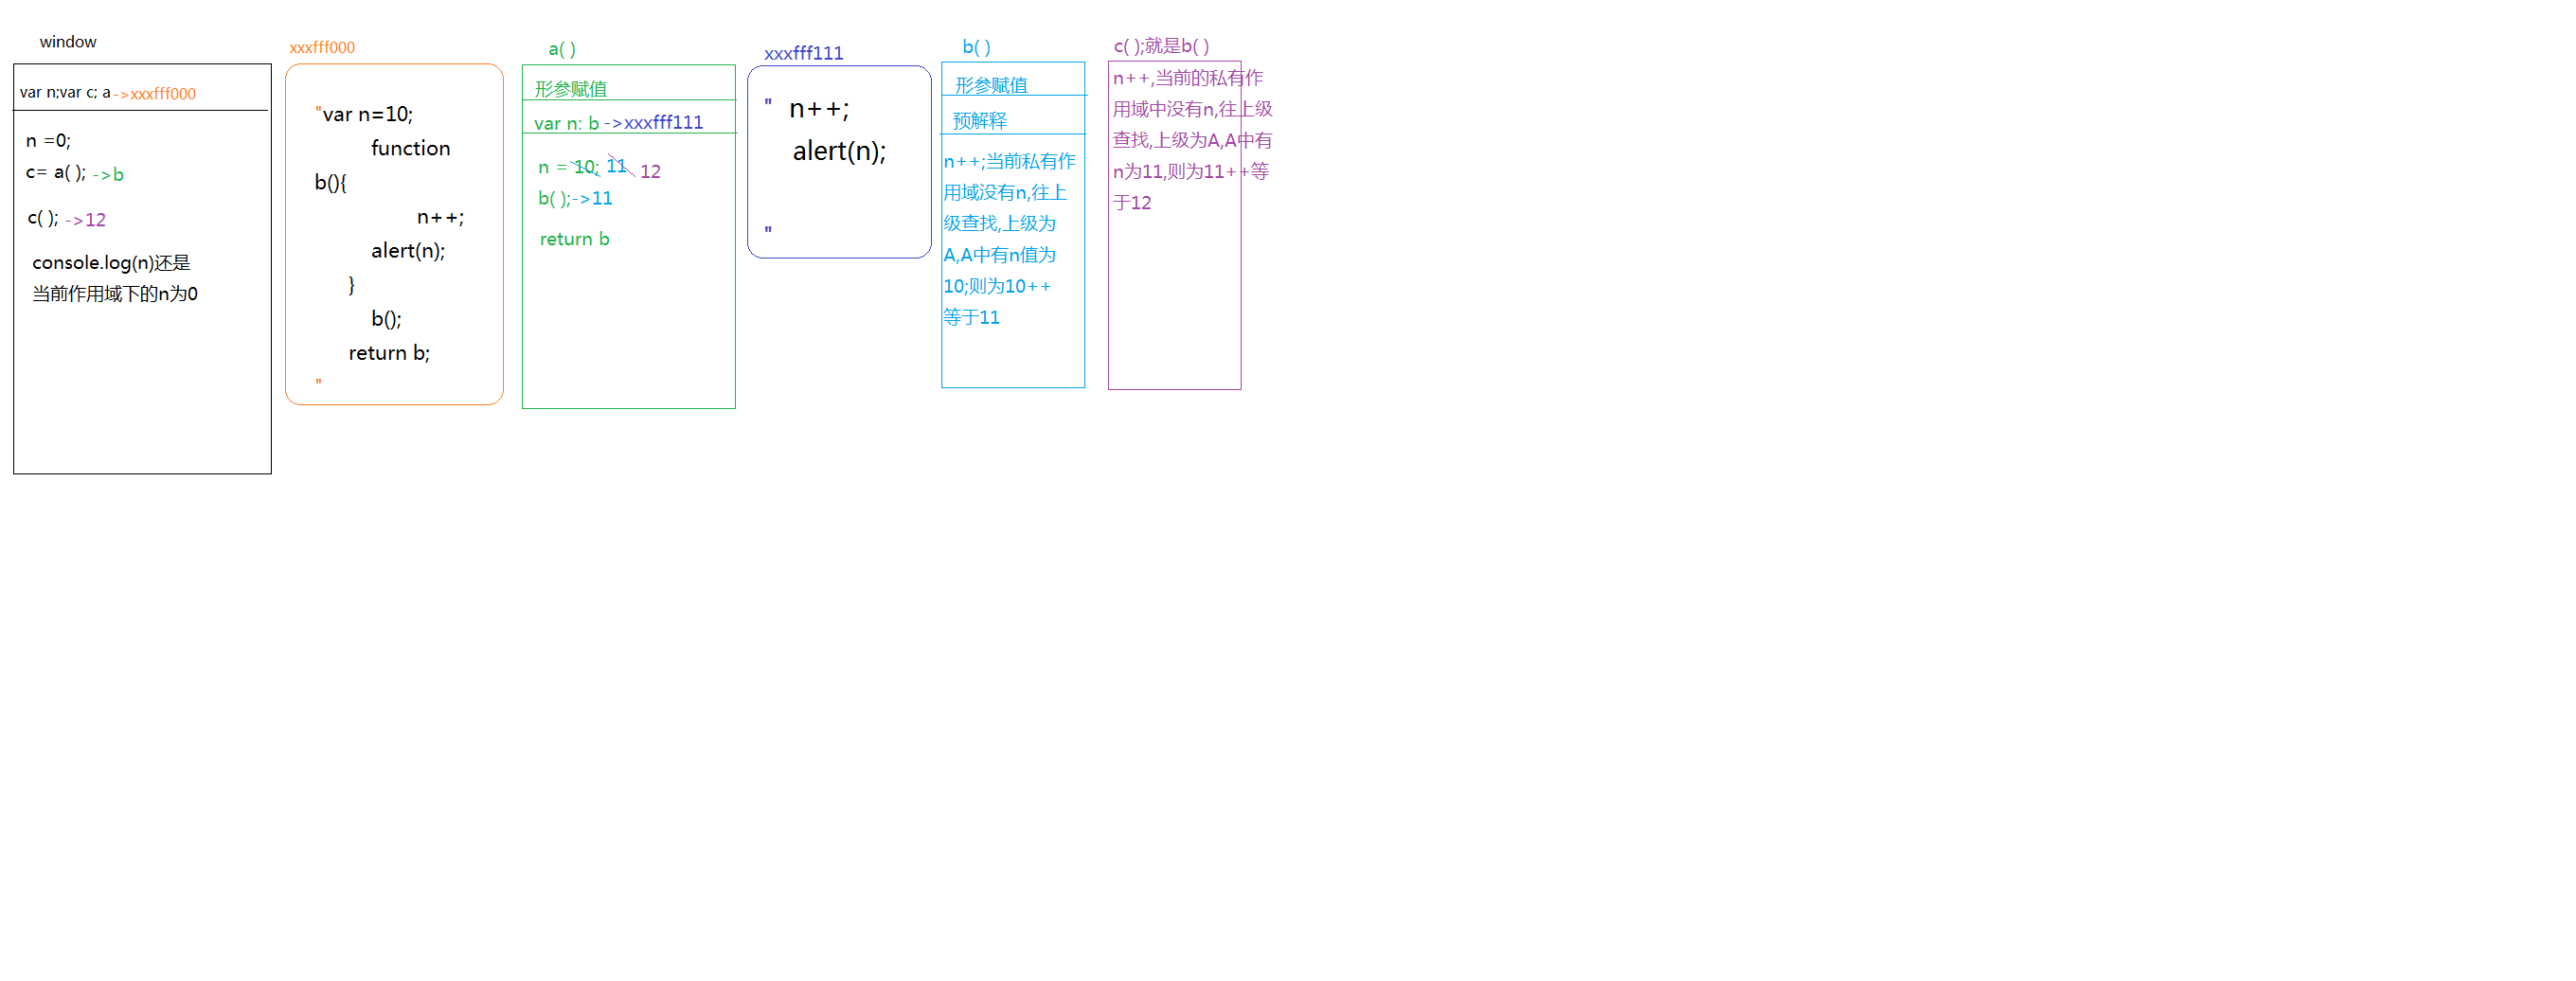 window
var n;var c; a->xxxfff000
n =0;
c= a( ); ->b
c( ); ->12
console.log(n)还是
当前作用域下的n为0
xxxfff000
"var n=10;
function
b(){
n++;
alert(n);
}
b();
return b;
"
a( )
形参赋值
var n: b ->xxxfff111
n = 10; 11 12
b( );->11
return b
xxxfff111
" n++;
alert(n);
"
b( )
形参赋值
预解释
n++;当前私有作
用域没有n,往上
级查找,上级为
A,A中有n值为
10;则为10++
等于11
c( );就是b( )
n++,当前的私有作
用域中没有n,往上级
查找,上级为A,A中有
n为11,则为11++等
于12